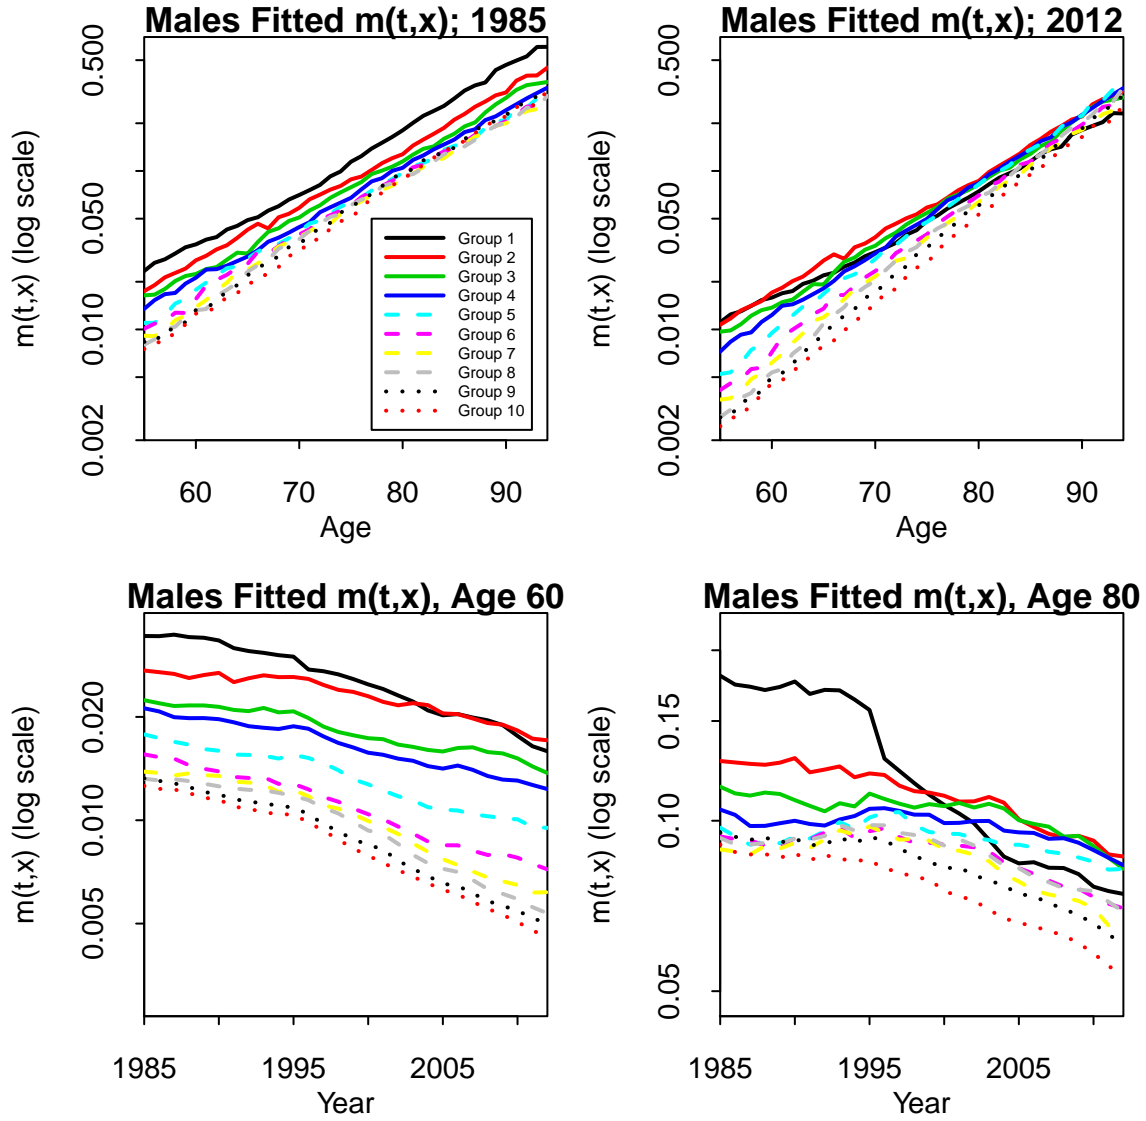 Males Fitted m(t,x); 1985
m(t,x) (log scale)
0.500
0.050
0.010
0.002
Group 1
Group 2
Group 3
Group 4
Group 5
Group 6
Group 7
Group 8
Group 9
Group 10
60 70 80 90
Age
Males Fitted m(t,x); 2012
m(t,x) (log scale)
0.500
0.050
0.010
0.002
60 70 80 90
Age
Males Fitted m(t,x), Age 60
m(t,x) (log scale)
0.020
0.010
0.005
1985 1995 2005
Year
Males Fitted m(t,x), Age 80
m(t,x) (log scale)
0.15
0.10
0.05
1985 1995 2005
Year